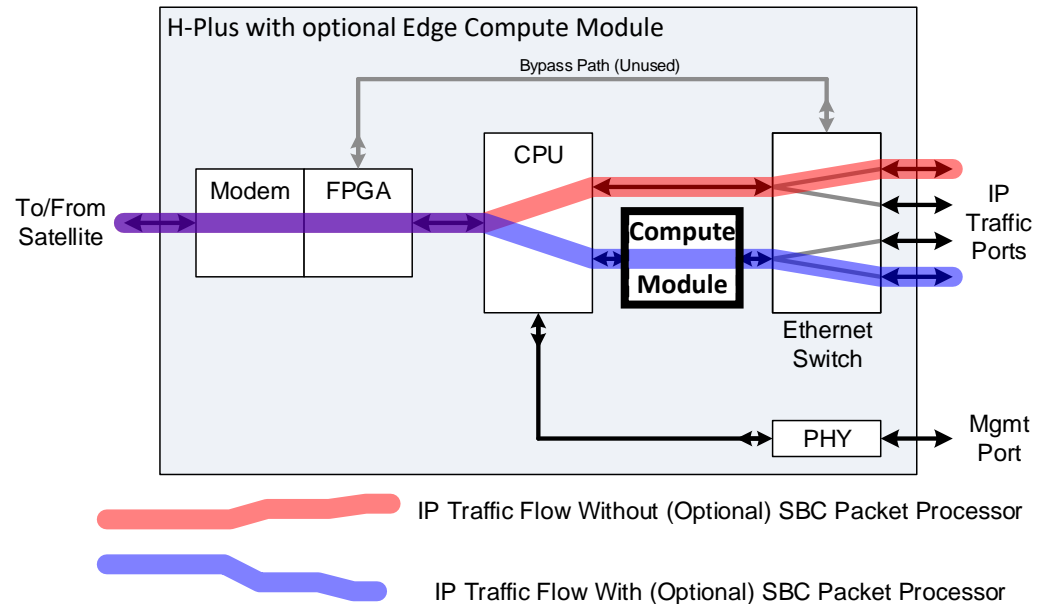 H-Plus with optional Edge Compute Module
Bypass Path (Unused)
CPU
Modem
FPGA
To/From
Satellite
Compute
Module
IP
Traffic
Ports
Ethernet
Switch
PHY
Mgmt
Port
IP Traffic Flow Without (Optional) SBC Packet Processor
IP Traffic Flow With (Optional) SBC Packet Processor